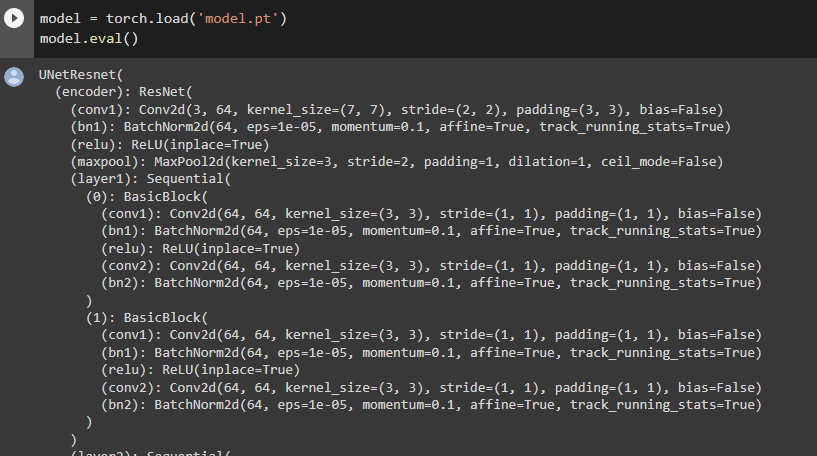 model = torch.load('model.pt')
model.eval()
UNetResnet(
  (encoder): ResNet(
    (conv1): Conv2d(3, 64, kernel_size=(7, 7), stride=(2, 2), padding=(3, 3), bias=False)
    (bn1): BatchNorm2d(64, eps=1e-05, momentum=0.1, affine=True, track_running_stats=True)
    (relu): ReLU(inplace=True)
    (maxpool): MaxPool2d(kernel_size=3, stride=2, padding=1, dilation=1, ceil_mode=False)
    (layer1): Sequential(
      (0): BasicBlock(
        (conv1): Conv2d(64, 64, kernel_size=(3, 3), stride=(1, 1), padding=(1, 1), bias=False)
        (bn1): BatchNorm2d(64, eps=1e-05, momentum=0.1, affine=True, track_running_stats=True)
        (relu): ReLU(inplace=True)
        (conv2): Conv2d(64, 64, kernel_size=(3, 3), stride=(1, 1), padding=(1, 1), bias=False)
        (bn2): BatchNorm2d(64, eps=1e-05, momentum=0.1, affine=True, track_running_stats=True)
      )
      (1): BasicBlock(
        (conv1): Conv2d(64, 64, kernel_size=(3, 3), stride=(1, 1), padding=(1, 1), bias=False)
        (bn1): BatchNorm2d(64, eps=1e-05, momentum=0.1, affine=True, track_running_stats=True)
        (relu): ReLU(inplace=True)
        (conv2): Conv2d(64, 64, kernel_size=(3, 3), stride=(1, 1), padding=(1, 1), bias=False)
        (bn2): BatchNorm2d(64, eps=1e-05, momentum=0.1, affine=True, track_running_stats=True)
      )
    )
    (layer2): Sequential(